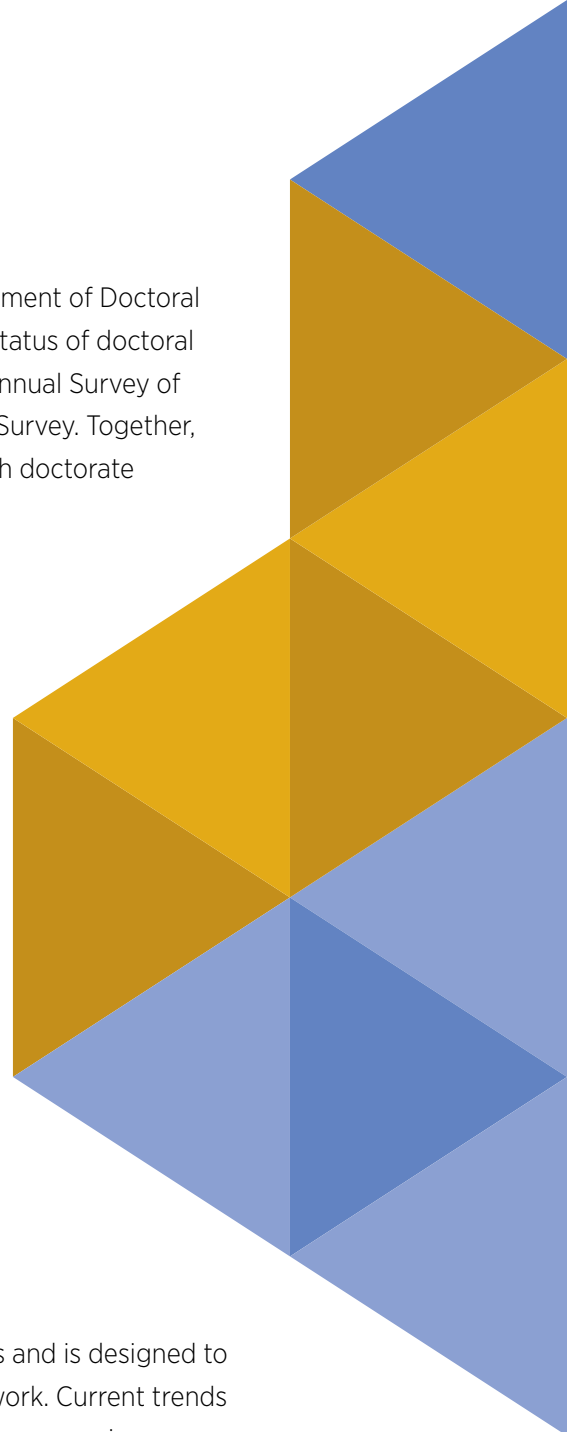 ment of Doctoral
tatus of doctoral
nnual Survey of
Survey. Together,
h doctorate
s and is designed to
work. Current trends